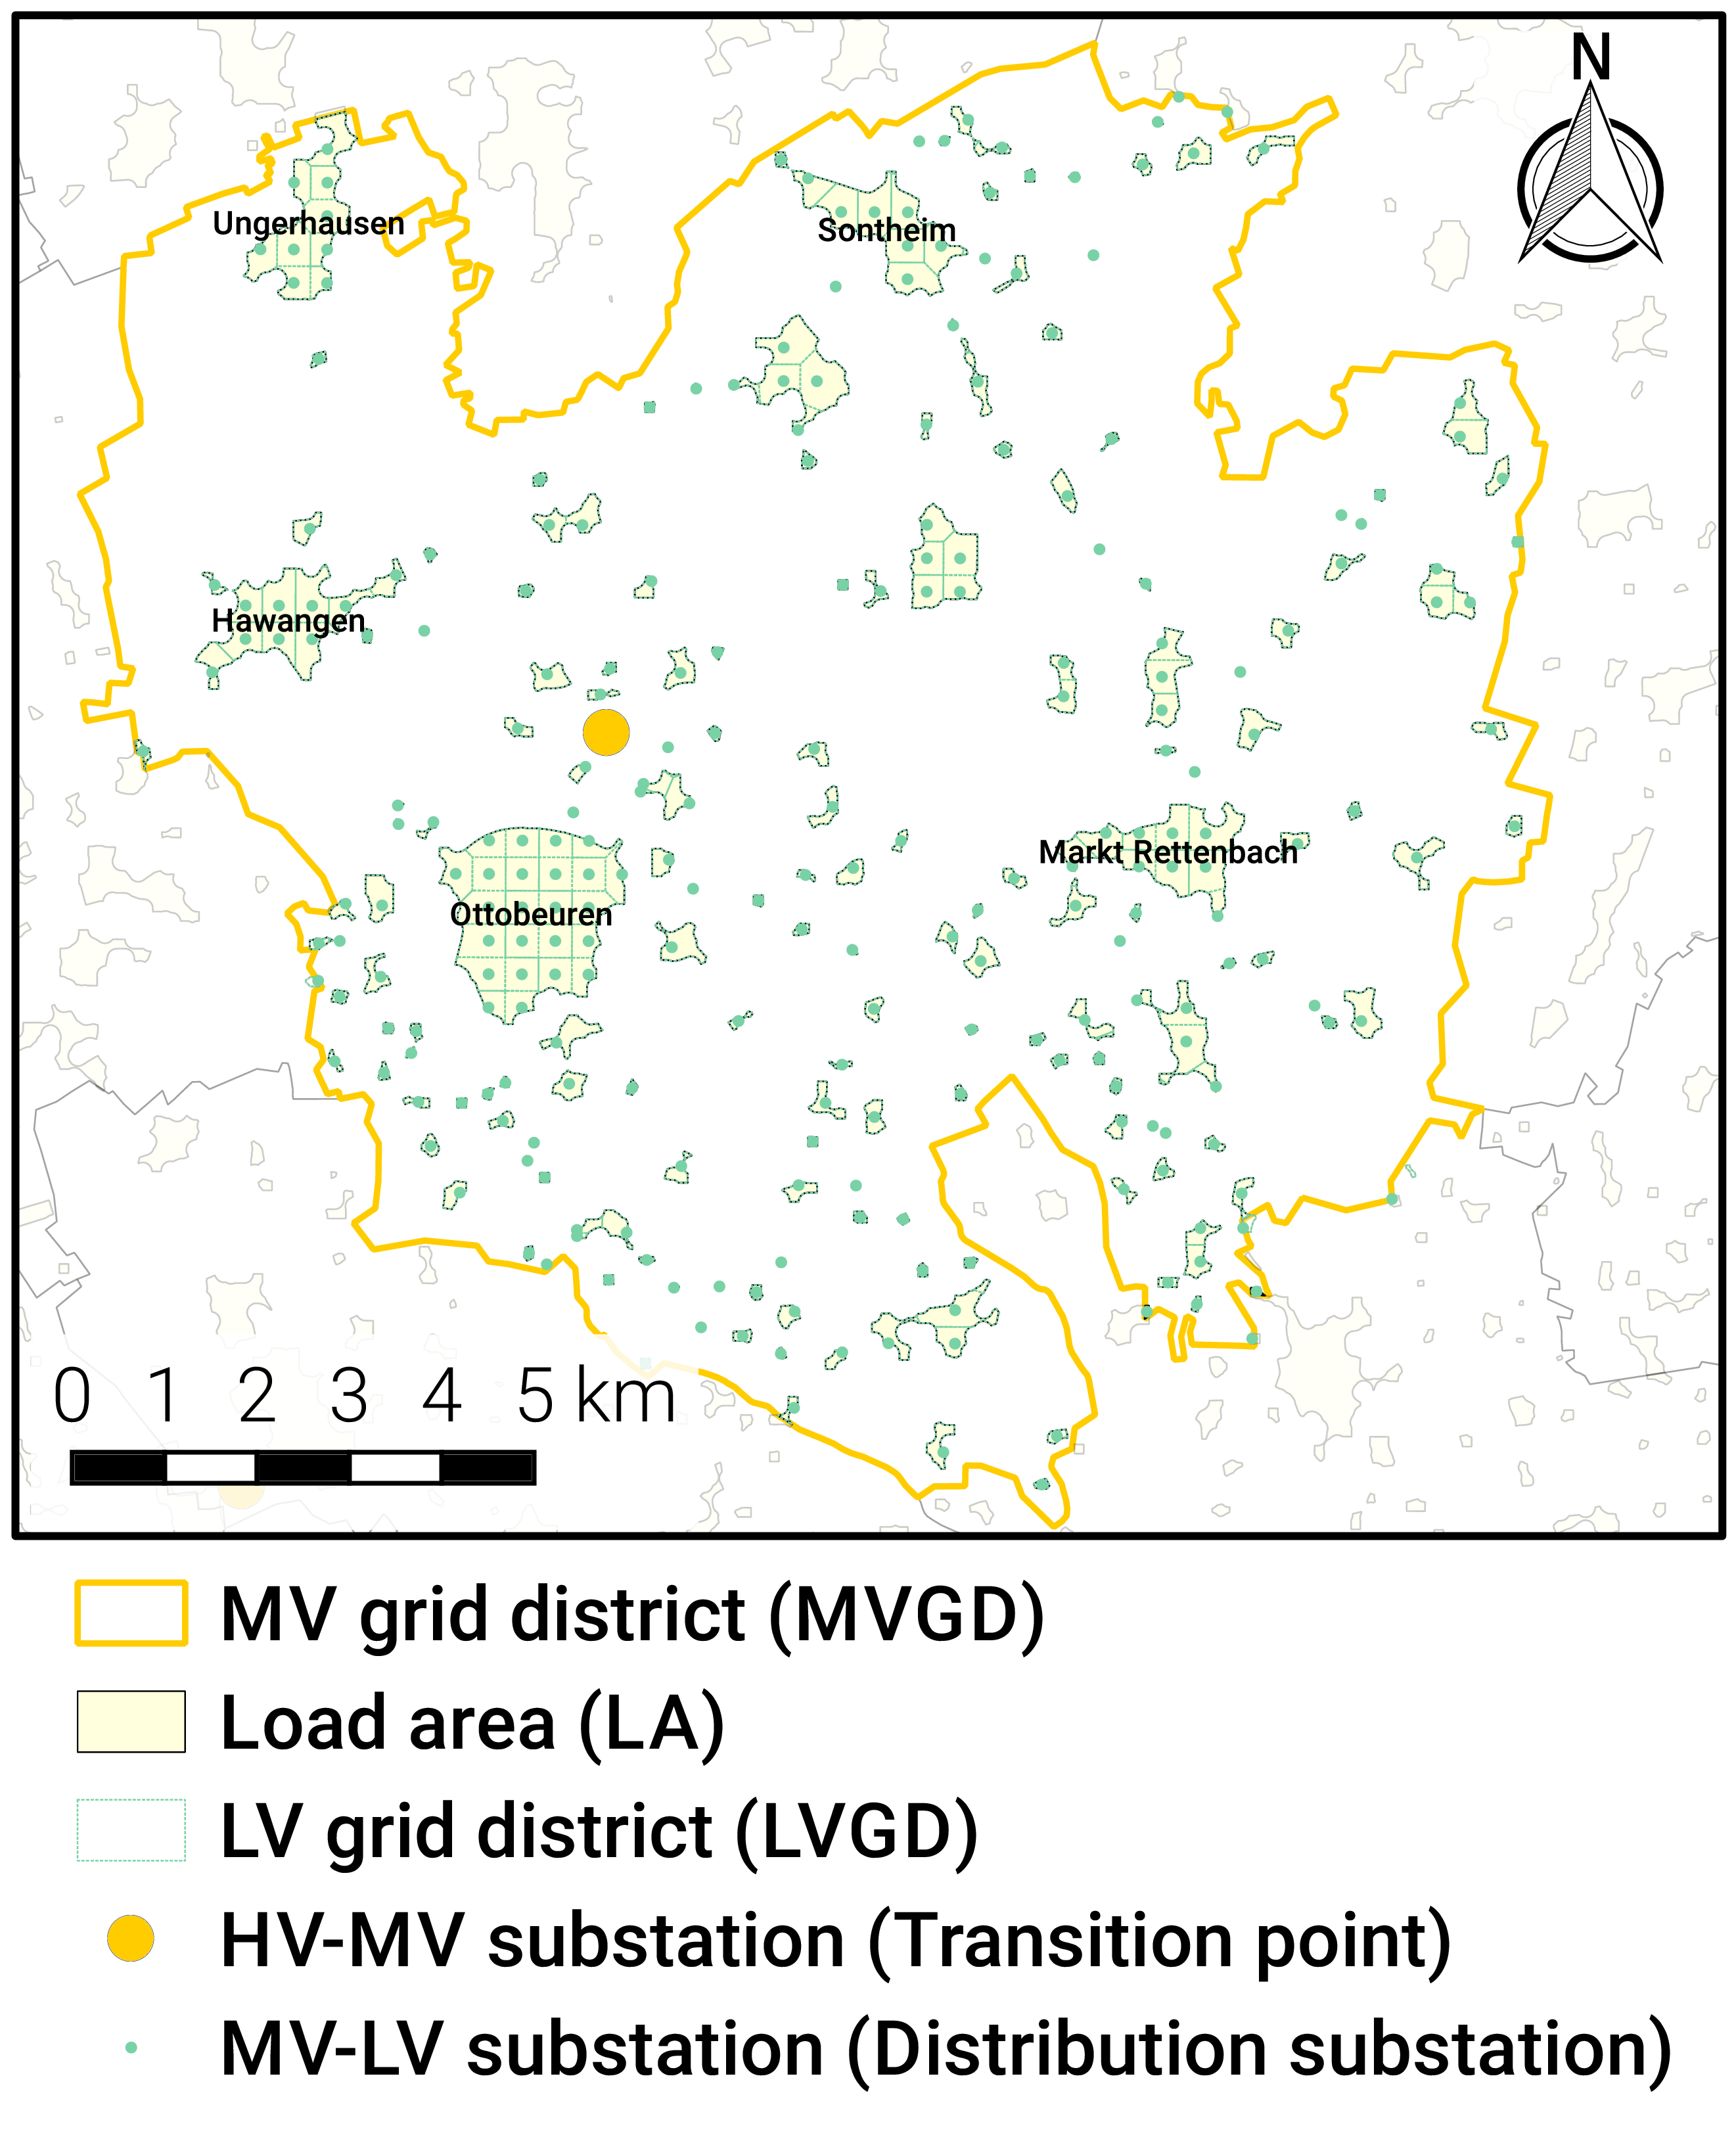 N
Ungerhausen
Sontheim
Hawangen
Markt Rettenbach
Ottobeuren
0 1 2 3 4 5 km
MV grid district (MVGD)
Load area (LA)
LV grid district (LVGD)
HV-MV substation (Transition point)
MV-LV substation (Distribution substation)